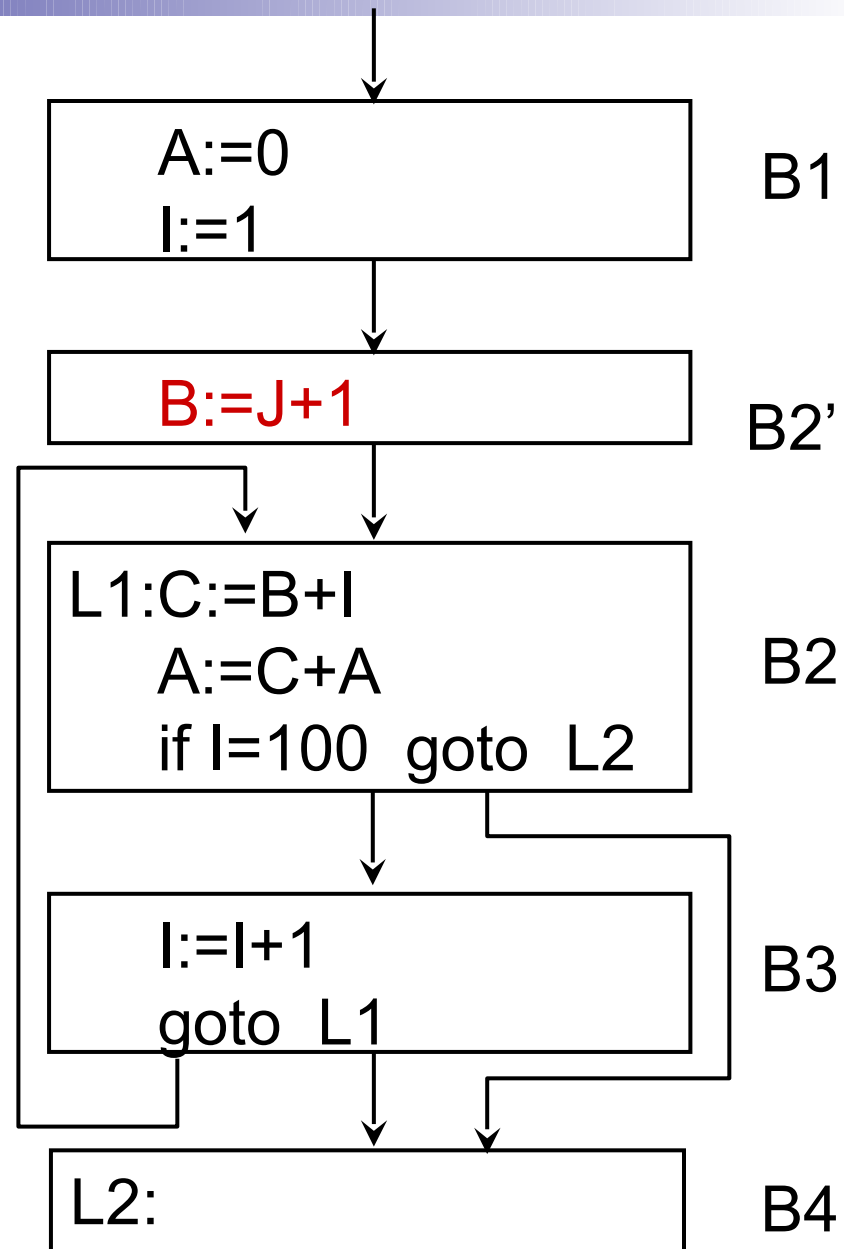 A:=0
I:=1
B1
B:=J+1
B2’
L1:C:=B+I
A:=C+A
if I=100 goto L2
B2
I:=I+1
goto L1
B3
L2:
B4